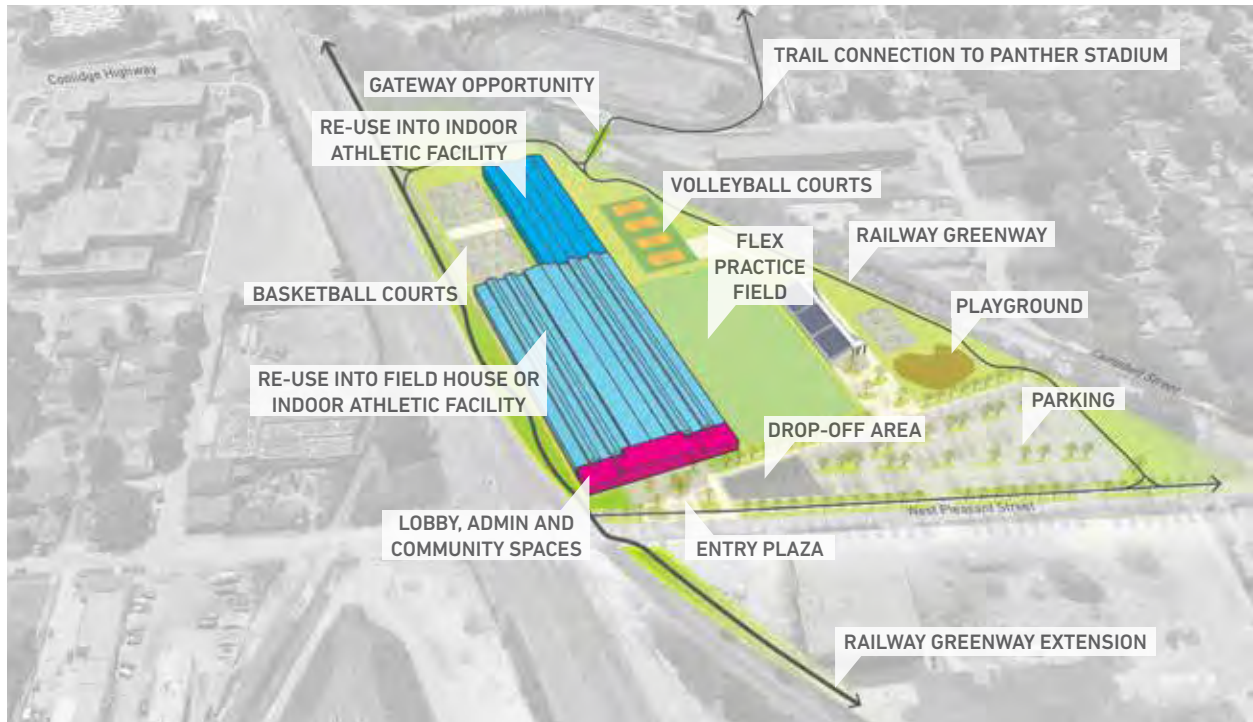 Coolidge Highway
TRAIL CONNECTION TO PANTHER STADIUM
GATEWAY OPPORTUNITY
RE-USE INTO INDOOR
ATHLETIC FACILITY
VOLLEYBALL COURTS
RAILWAY GREENWAY
FLEX
PRACTICE
FIELD
BASKETBALL COURTS
PLAYGROUND
RE-USE INTO FIELD HOUSE OR
INDOOR ATHLETIC FACILITY
PARKING
DROP-OFF AREA
West Pleasant Street
LOBBY, ADMIN AND
COMMUNITY SPACES
ENTRY PLAZA
RAILWAY GREENWAY EXTENSION